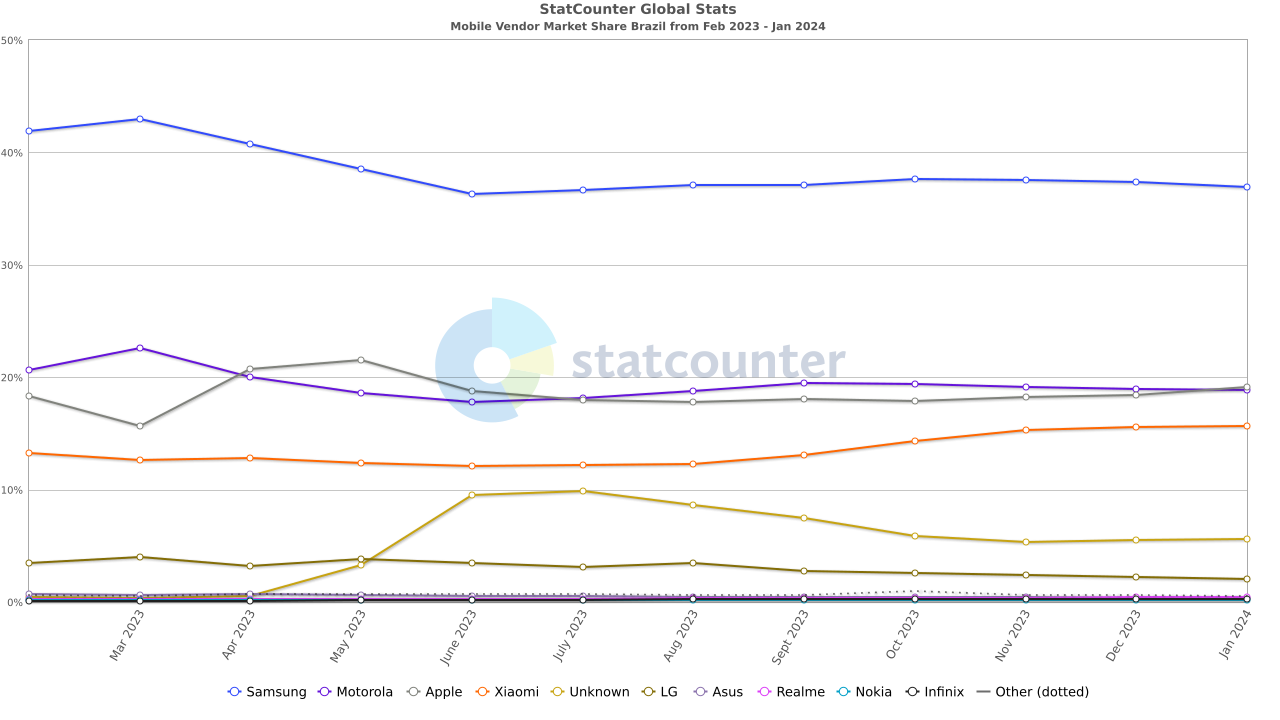 StatCounter Global Stats
Mobile Vendor Market Share Brazil from Feb 2023 - Jan 2024
50%
40%
30%
20%
10%
0%
statcounter
Mar 2023 Apr 2023 May 2023 June 2023 July 2023 Aug 2023 Sept 2023 Oct 2023 Nov 2023 Dec 2023 Jan 2024
Samsung Motorola Apple Xiaomi Unknown LG Asus Realme Nokia Infinix Other (dotted)